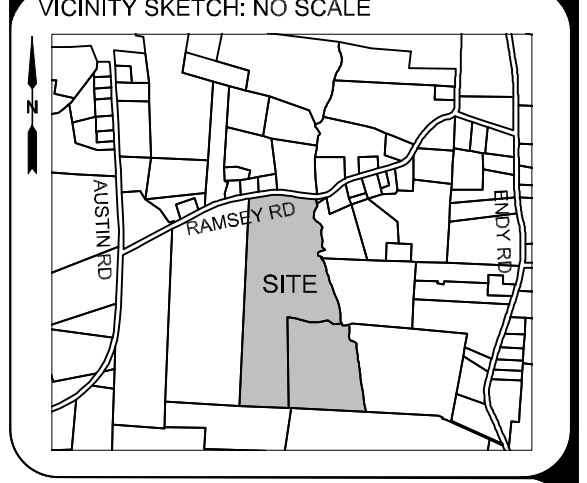 VICINITY SKETCH: NO SCALE
N
AUSTIN RD
RAMSEY RD
ENDY RD
SITE